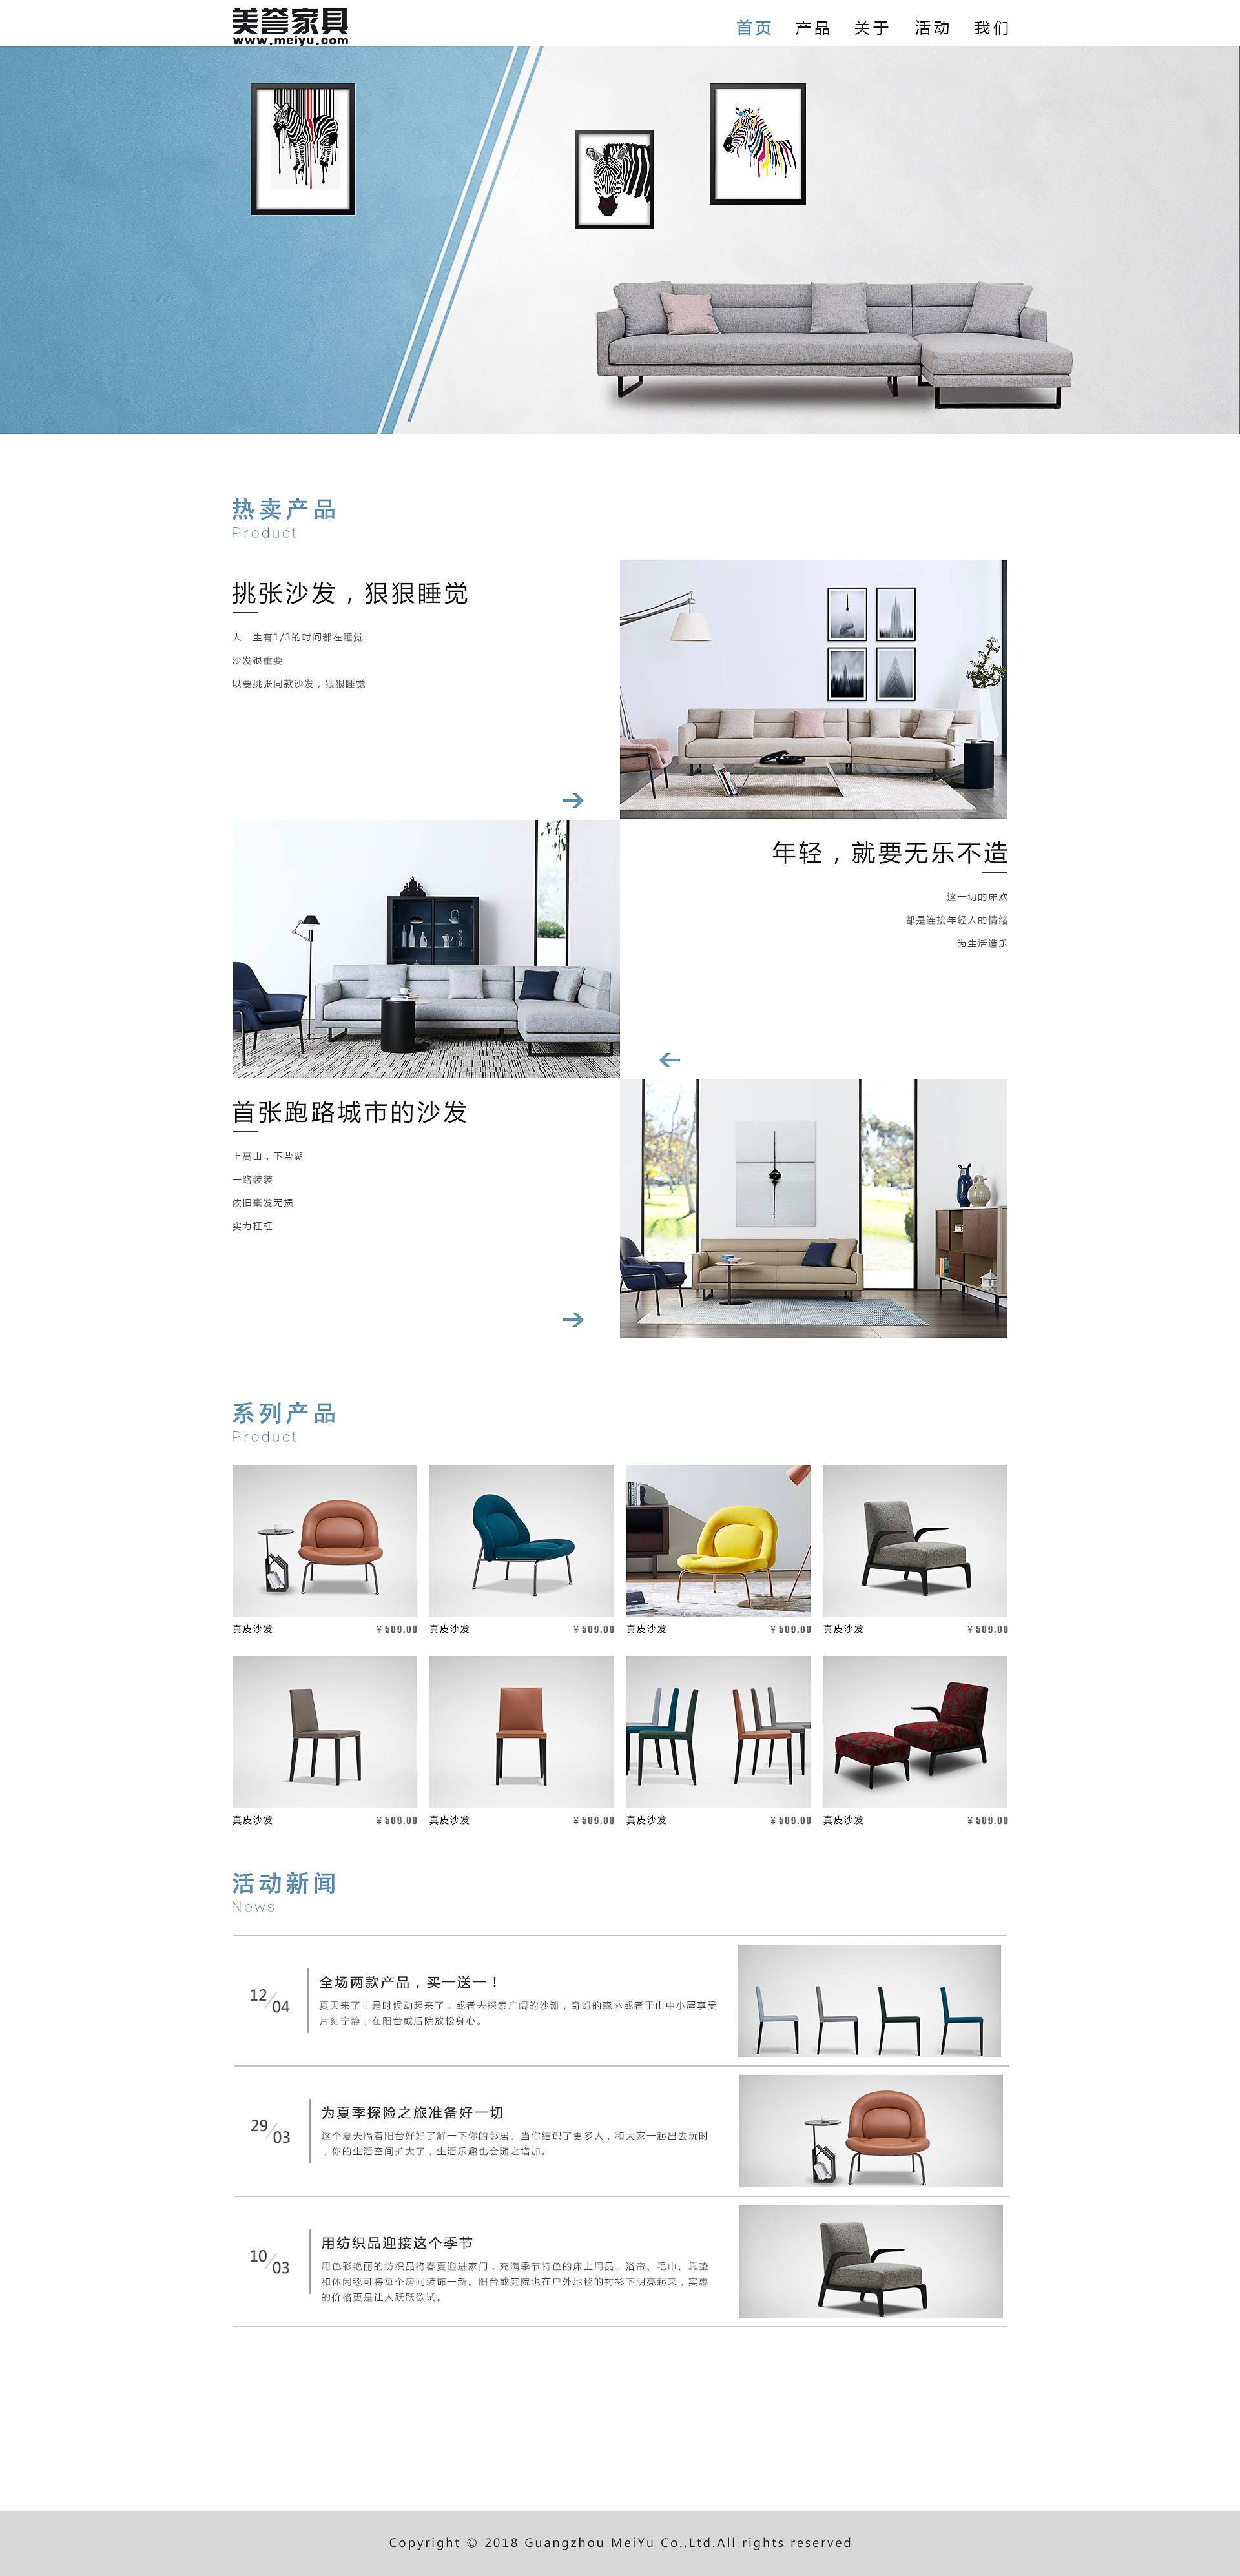 美誉家具
www.meiyu.com
首页 产品 关于 活动 我们
热卖产品
Product
挑张沙发，狠狠睡觉
人一生有1/3的时间都在睡觉
沙发很重要
以要挑张同款沙发，狠狠睡觉
年轻，就要无乐不造
这一切的庆欢
都是连接年轻人的情绪
为生活造乐
首张跑路城市的沙发
上高山，下盐湖
一路装装
依旧毫发无损
实力杠杠
系列产品
Product
真皮沙发 ¥ 509.00 真皮沙发 ¥ 509.00 真皮沙发 ¥ 509.00 真皮沙发 ¥ 509.00
真皮沙发 ¥ 509.00 真皮沙发 ¥ 509.00 真皮沙发 ¥ 509.00 真皮沙发 ¥ 509.00
活动新闻
News
12/04
全场两款产品，买一送一！
夏天来了！是时候动起来了，或者去探索广阔的沙滩，奇幻的森林或者于山中小屋享受
片刻宁静，在阳台或后院放松身心。
29/03
为夏季探险之旅准备好一切
这个夏天隔着阳台好好了解一下你的邻居。当你结识了更多人，和大家一起出去玩时
，你的生活空间扩大了，生活乐趣也会随之增加。
10/03
用纺织品迎接这个季节
用色彩艳丽的纺织品将春夏迎进家门，充满季节特色的床上用品、浴帘、毛巾、靠垫
和休闲毯可将每个房间装饰一新。阳台或庭院也在户外地毯的衬衫下明亮起来，实惠
的价格更是让人跃跃欲试。
Copyright © 2018 Guangzhou MeiYu Co.,Ltd.All rights reserved